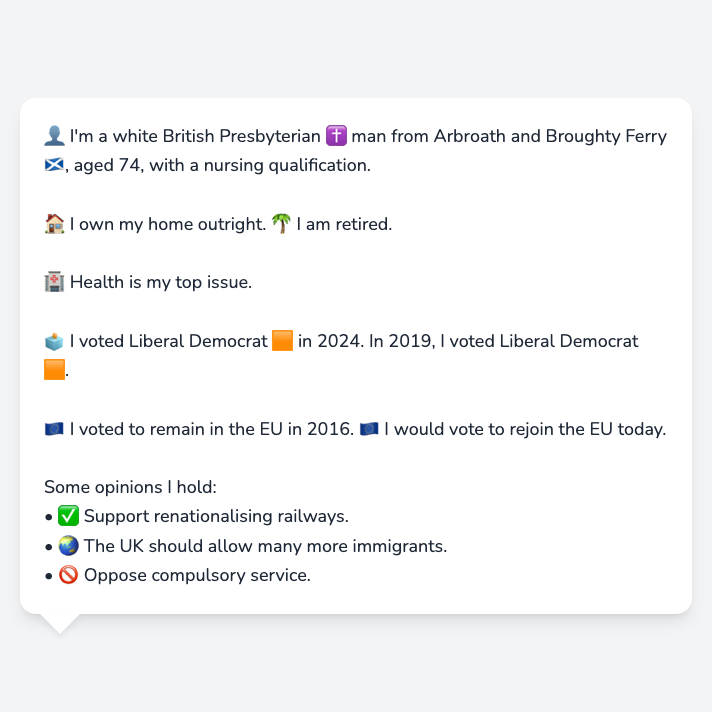 👤 I'm a white British Presbyterian ✝️ man from Arbroath and Broughty Ferry
🏴󠁧󠁢󠁳󠁣󠁴󠁿, aged 74, with a nursing qualification.
🏠 I own my home outright. 🌴 I am retired.
🏥 Health is my top issue.
🗳️ I voted Liberal Democrat 🟧 in 2024. In 2019, I voted Liberal Democrat
🟧.
🇪🇺 I voted to remain in the EU in 2016. 🇪🇺 I would vote to rejoin the EU today.
Some opinions I hold:
• ✅ Support renationalising railways.
• 🌏 The UK should allow many more immigrants.
• 🚫 Oppose compulsory service.